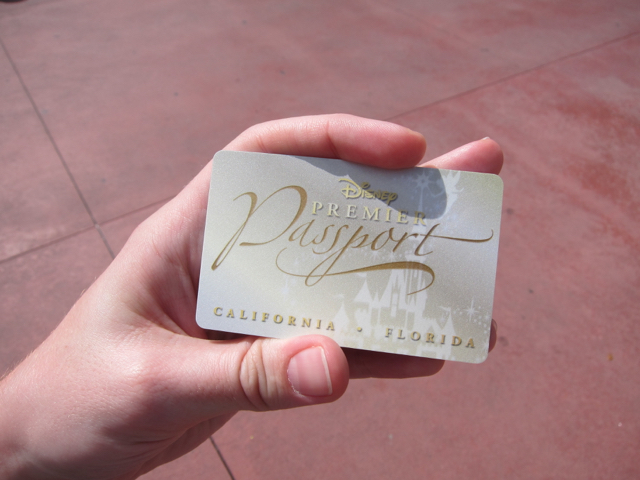 Disney
PREMIER
Passport
CALIFORNIA · FLORIDA